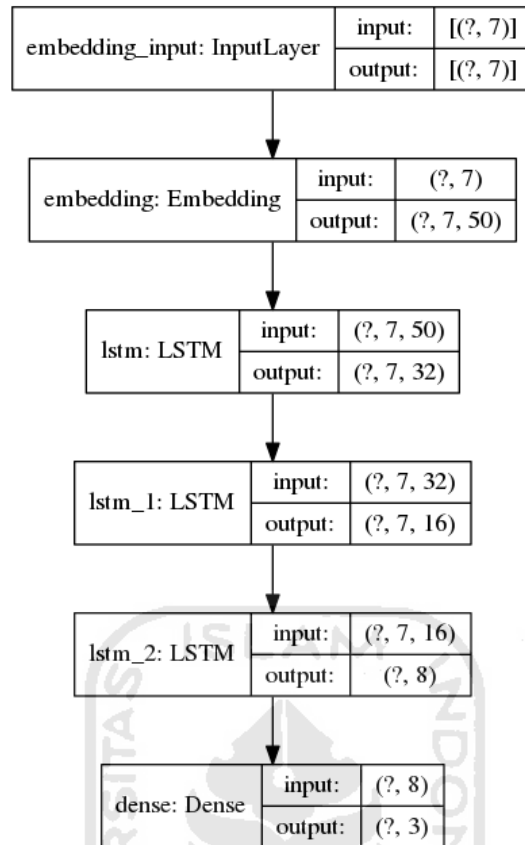 embedding_input: InputLayer
input: [(?, 7)]
output: [(?, 7)]
embedding: Embedding
input: (?, 7)
output: (?, 7, 50)
lstm: LSTM
input: (?, 7, 50)
output: (?, 7, 32)
lstm_1: LSTM
input: (?, 7, 32)
output: (?, 7, 16)
lstm_2: LSTM
input: (?, 7, 16)
output: (?, 8)
dense: Dense
input: (?, 8)
output: (?, 3)
ISLAM